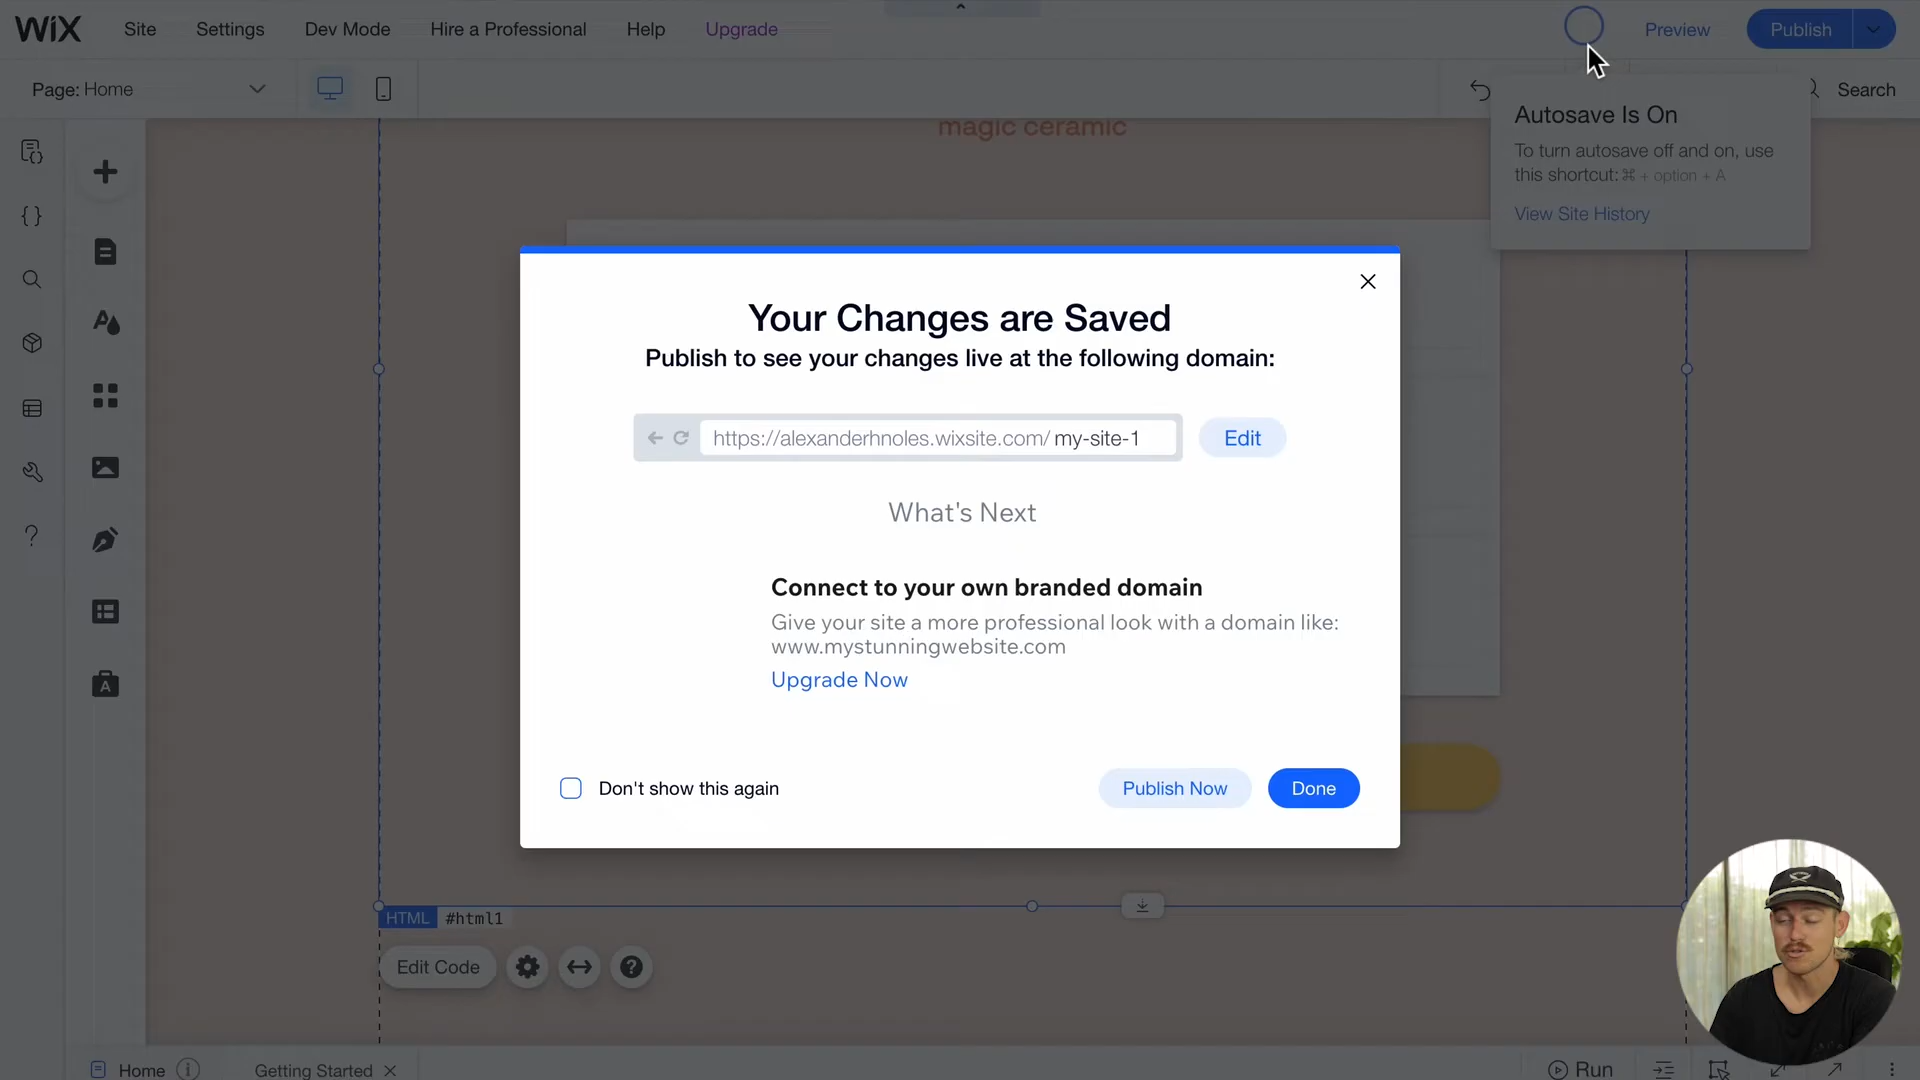 WiX
Site
Settings
Dev Mode
Hire a Professional
Help
Upgrade
Preview
Publish
Page: Home
Search
Autosave Is On
To turn autosave off and on, use
this shortcut: ⌘ + option + A
View Site History
magic ceramic
Your Changes are Saved
Publish to see your changes live at the following domain:
https://alexanderhnoles.wixsite.com/ my-site-1
Edit
What's Next
Connect to your own branded domain
Give your site a more professional look with a domain like:
www.mystunningwebsite.com
Upgrade Now
Don't show this again
Publish Now
Done
HTML #html1
Edit Code
Home
Getting Started
Run